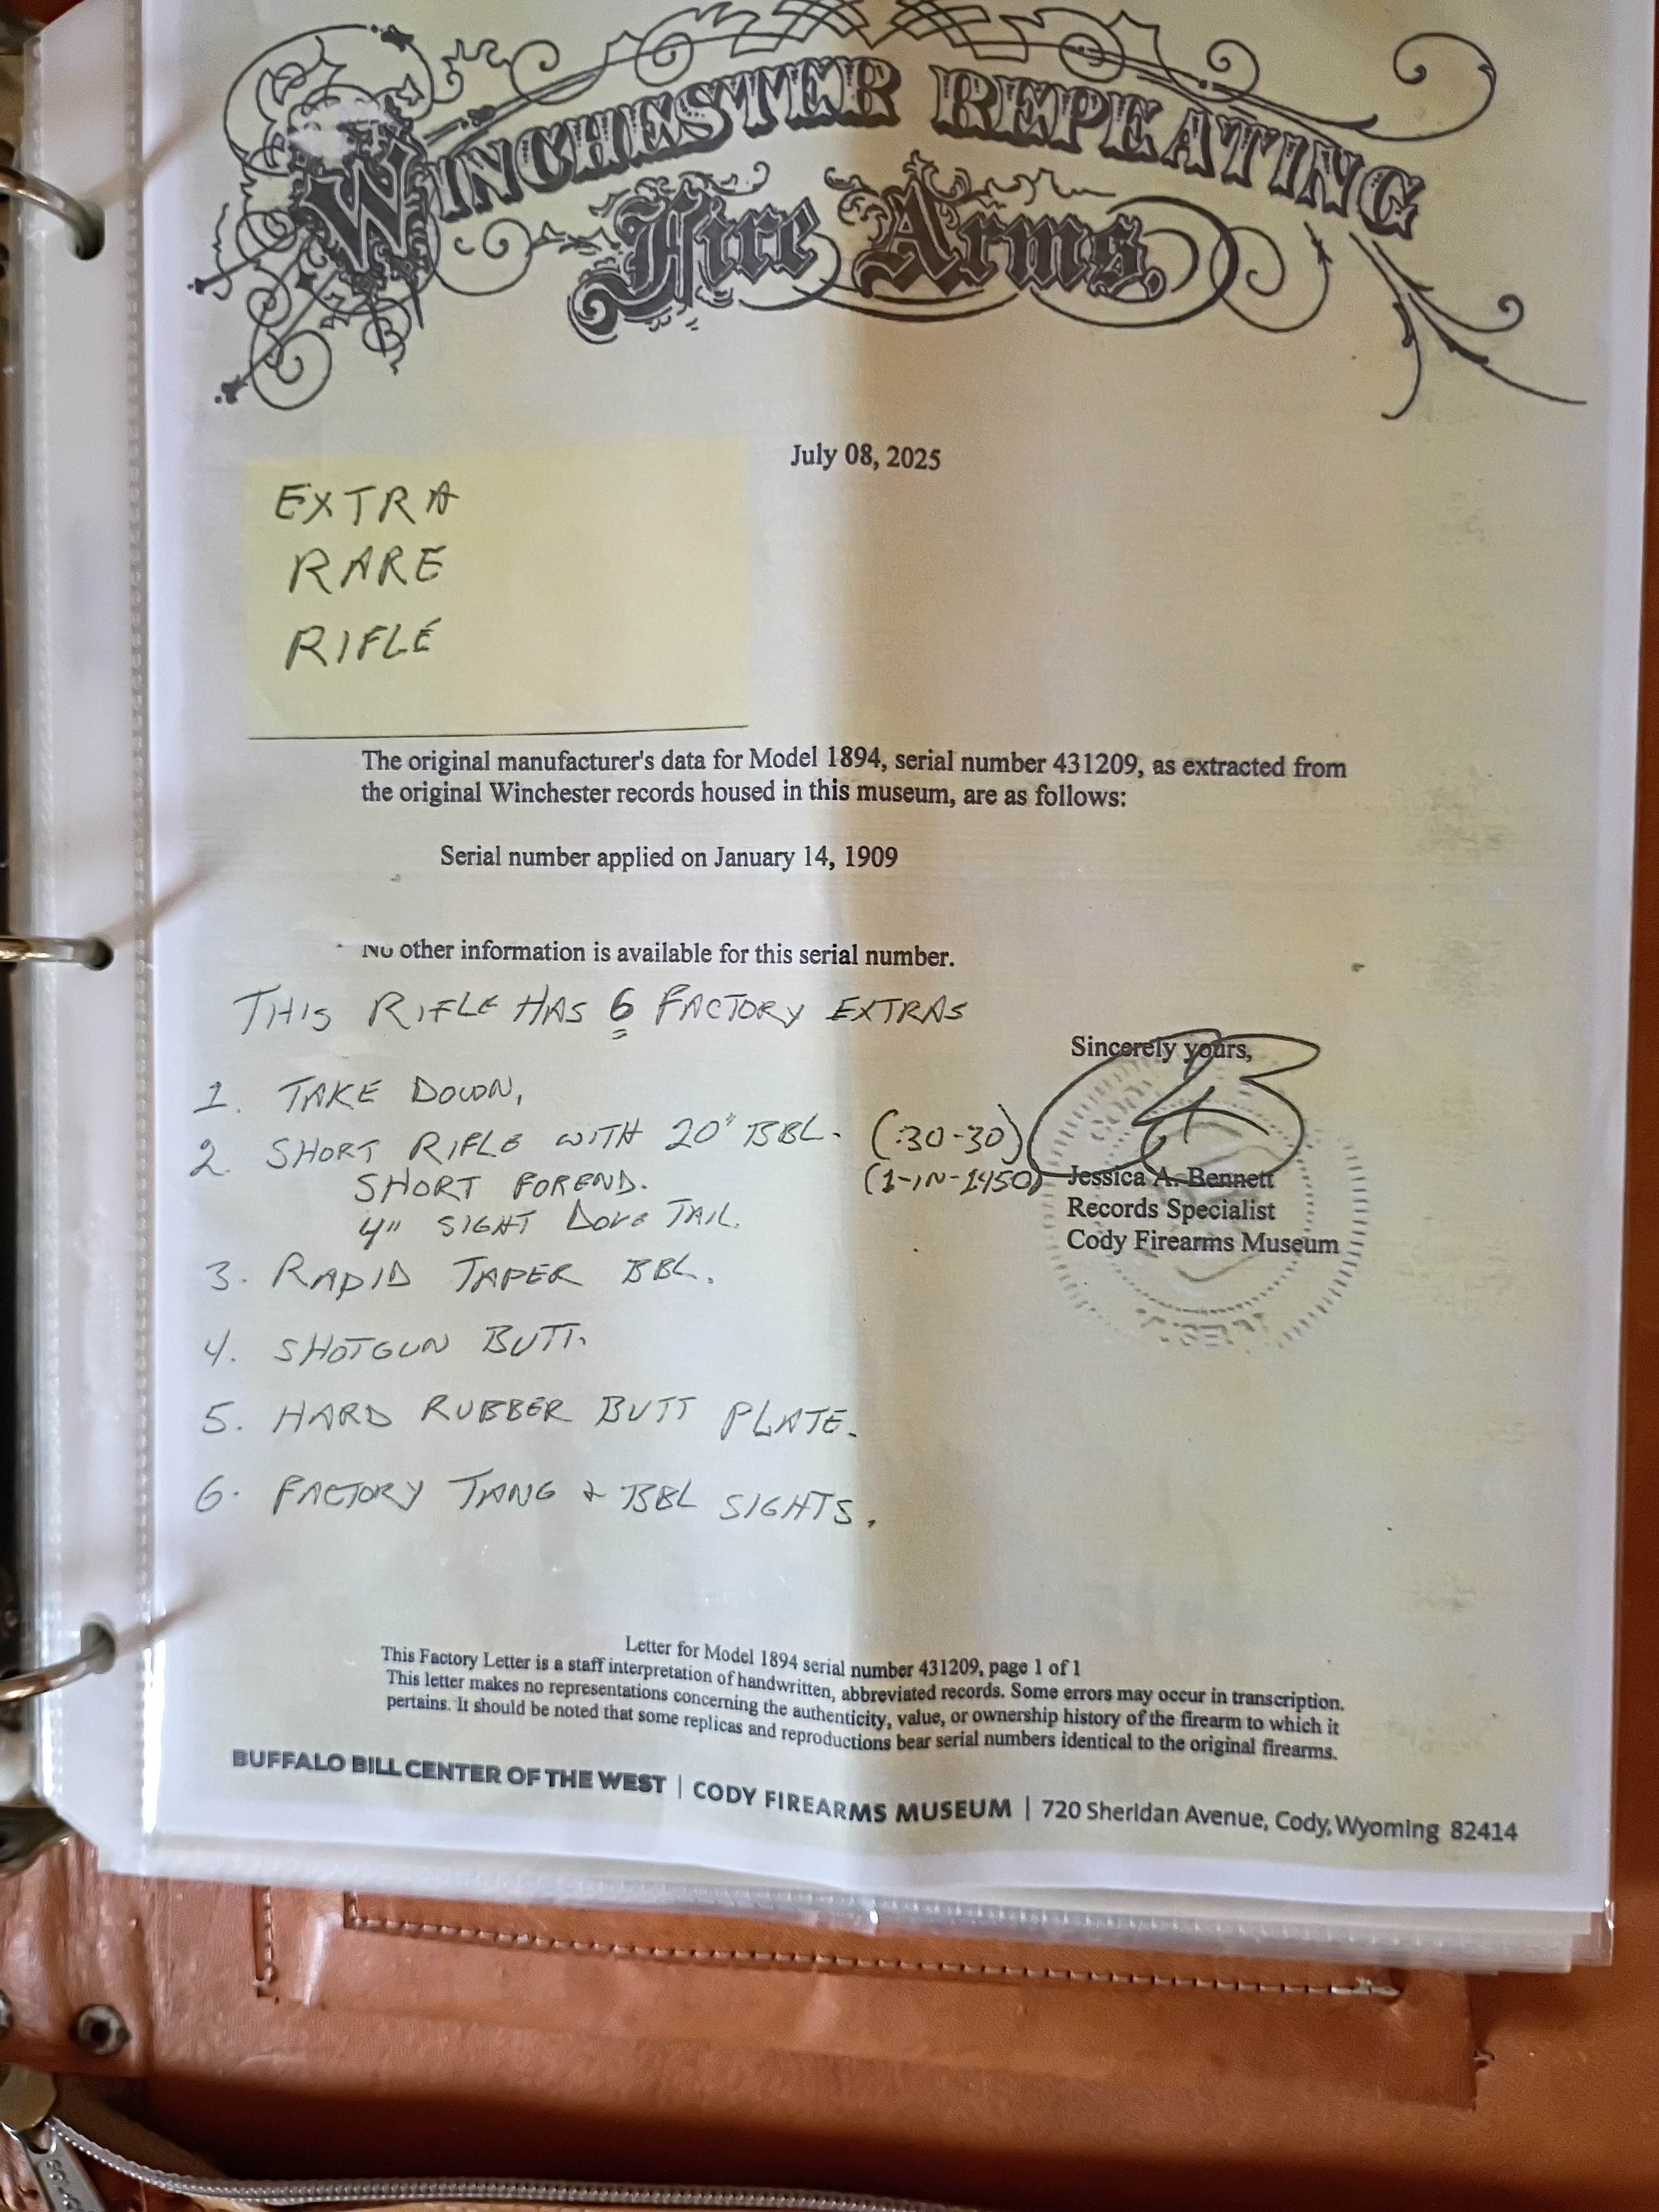 WINCHESTER REPEATING
Fire Arms.
July 08, 2025
EXTRA
RARE
RIFLE
The original manufacturer's data for Model 1894, serial number 431209, as extracted from
the original Winchester records housed in this museum, are as follows:
Serial number applied on January 14, 1909
No other information is available for this serial number.
THIS RIFLE HAS 6 FACTORY EXTRAS
Sincerely yours,
1. TAKE DOWN,
2. SHORT RIFLE WITH 20" BBL. (.30-30)
SHORT FOREND. (1-IN-1450)
4" SIGHT DOVE TAIL.
Jessica A. Bennett
Records Specialist
Cody Firearms Museum
3. RAPID TAPER BBL.
4. SHOTGUN BUTT.
5. HARD RUBBER BUTT PLATE.
6. FACTORY TANG & BBL SIGHTS.
Letter for Model 1894 serial number 431209, page 1 of 1
This Factory Letter is a staff interpretation of handwritten, abbreviated records. Some errors may occur in transcription.
This letter makes no representations concerning the authenticity, value, or ownership history of the firearm to which it
pertains. It should be noted that some replicas and reproductions bear serial numbers identical to the original firearms.
BUFFALO BILL CENTER OF THE WEST | CODY FIREARMS MUSEUM | 720 Sheridan Avenue, Cody, Wyoming 82414